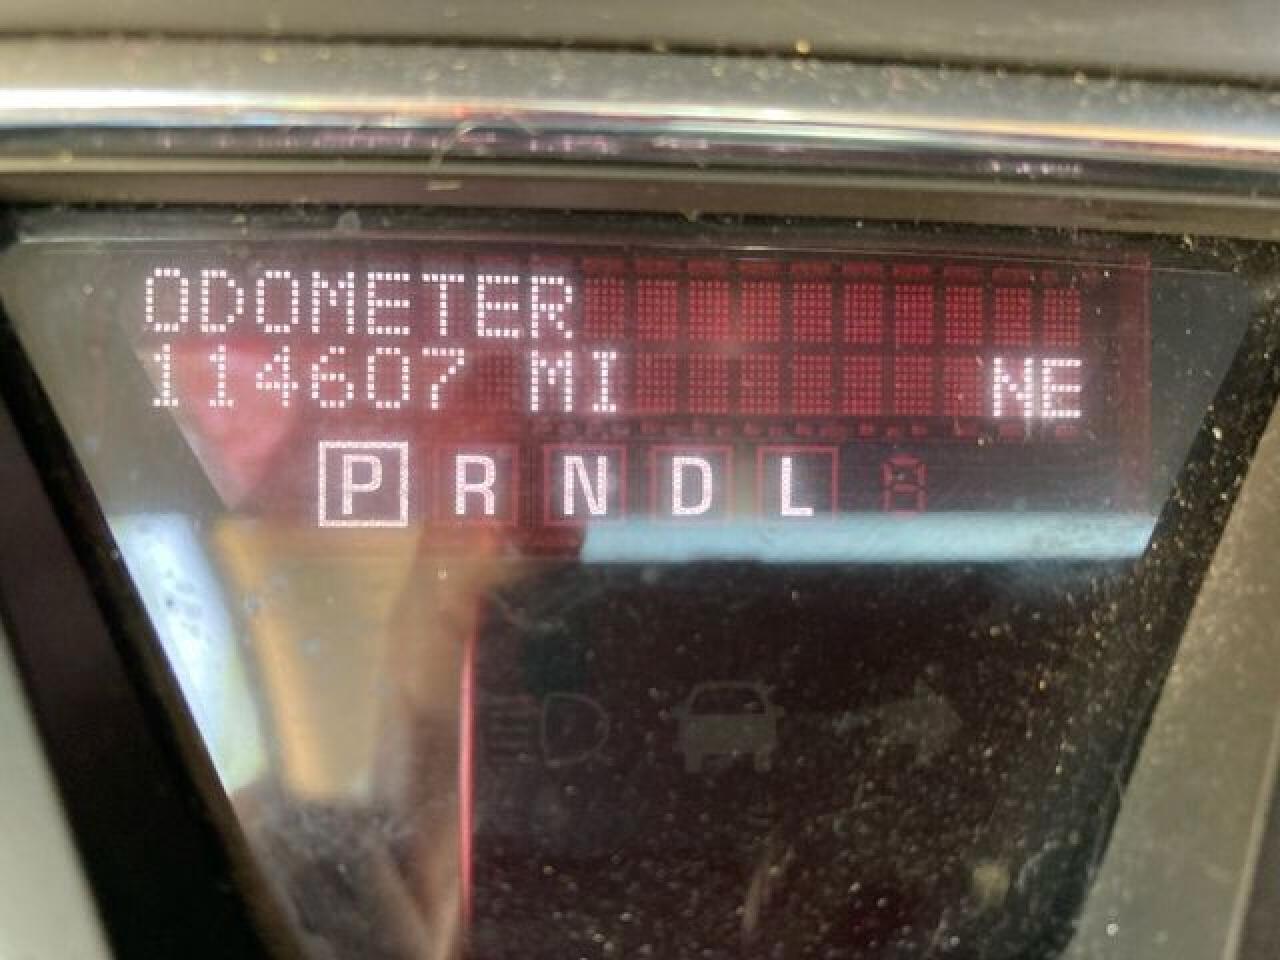 ODOMETER
114607 MI NE
P R N D L